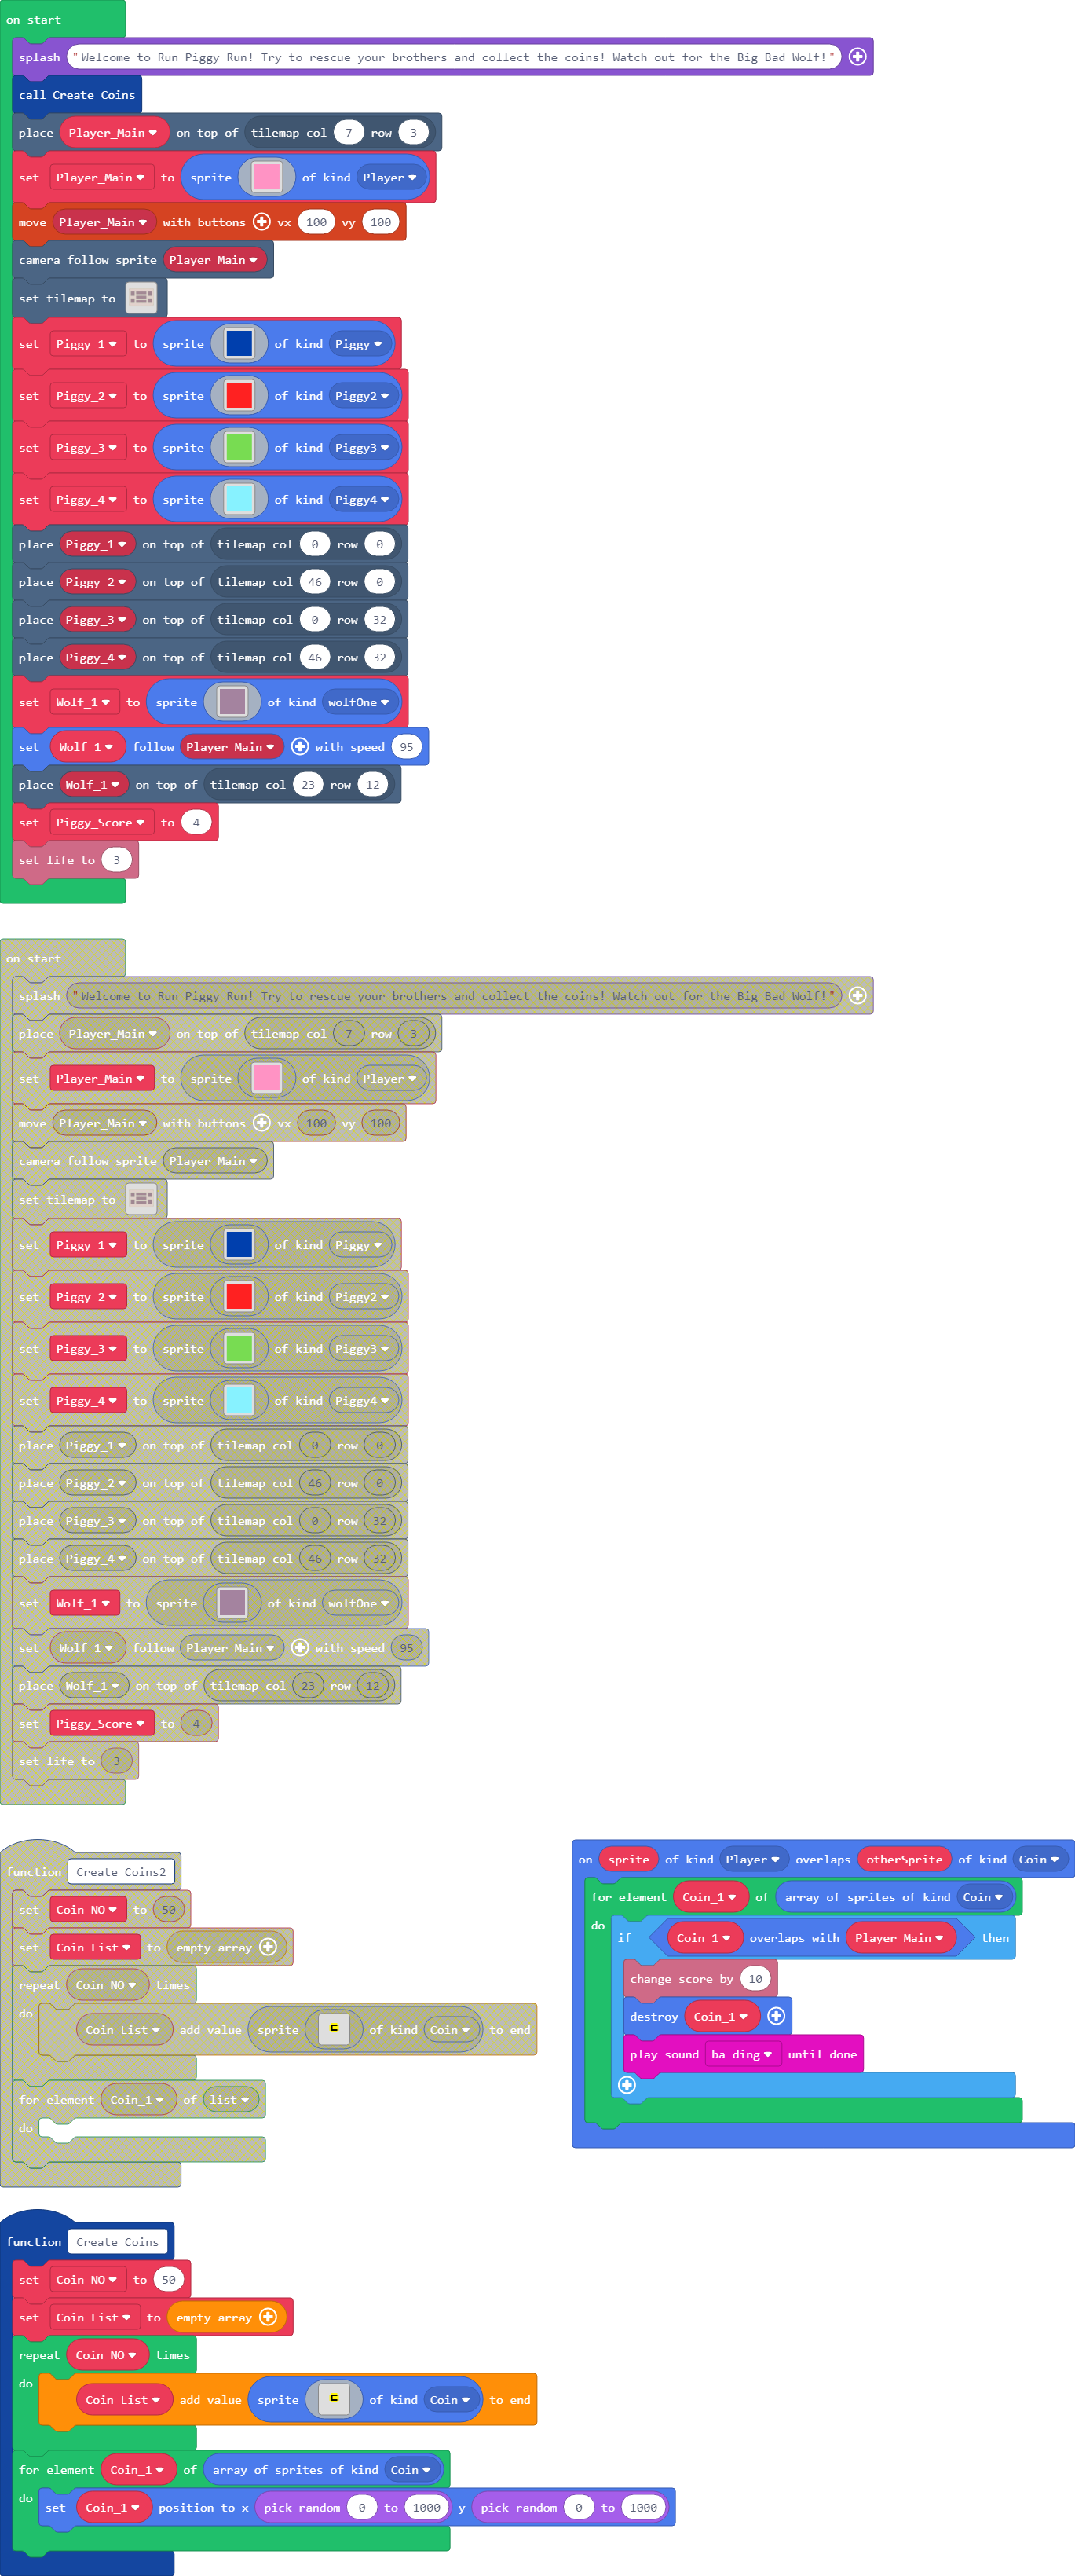 on start
splash "Welcome to Run Piggy Run! Try to rescue your brothers and collect the coins! Watch out for the Big Bad Wolf!"
call Create Coins
place Player_Main on top of tilemap col 7 row 3
set Player_Main to sprite of kind Player
move Player_Main with buttons vx 100 vy 100
camera follow sprite Player_Main
set tilemap to
set Piggy_1 to sprite of kind Piggy
set Piggy_2 to sprite of kind Piggy2
set Piggy_3 to sprite of kind Piggy3
set Piggy_4 to sprite of kind Piggy4
place Piggy_1 on top of tilemap col 0 row 0
place Piggy_2 on top of tilemap col 46 row 0
place Piggy_3 on top of tilemap col 0 row 32
place Piggy_4 on top of tilemap col 46 row 32
set Wolf_1 to sprite of kind wolfOne
set Wolf_1 follow Player_Main with speed 95
place Wolf_1 on top of tilemap col 23 row 12
set Piggy_Score to 4
set life to 3
on start
splash "Welcome to Run Piggy Run! Try to rescue your brothers and collect the coins! Watch out for the Big Bad Wolf!"
place Player_Main on top of tilemap col 7 row 3
set Player_Main to sprite of kind Player
move Player_Main with buttons vx 100 vy 100
camera follow sprite Player_Main
set tilemap to
set Piggy_1 to sprite of kind Piggy
set Piggy_2 to sprite of kind Piggy2
set Piggy_3 to sprite of kind Piggy3
set Piggy_4 to sprite of kind Piggy4
place Piggy_1 on top of tilemap col 0 row 0
place Piggy_2 on top of tilemap col 46 row 0
place Piggy_3 on top of tilemap col 0 row 32
place Piggy_4 on top of tilemap col 46 row 32
set Wolf_1 to sprite of kind wolfOne
set Wolf_1 follow Player_Main with speed 95
place Wolf_1 on top of tilemap col 23 row 12
set Piggy_Score to 4
set life to 3
function Create Coins2
set Coin NO to 50
set Coin List to empty array
repeat Coin NO times
do
Coin List add value sprite of kind Coin to end
for element Coin_1 of list
do
on sprite of kind Player overlaps otherSprite of kind Coin
for element Coin_1 of array of sprites of kind Coin
do
if Coin_1 overlaps with Player_Main then
change score by 10
destroy Coin_1
play sound ba ding until done
function Create Coins
set Coin NO to 50
set Coin List to empty array
repeat Coin NO times
do
Coin List add value sprite of kind Coin to end
for element Coin_1 of array of sprites of kind Coin
do
set Coin_1 position to x pick random 0 to 1000 y pick random 0 to 1000